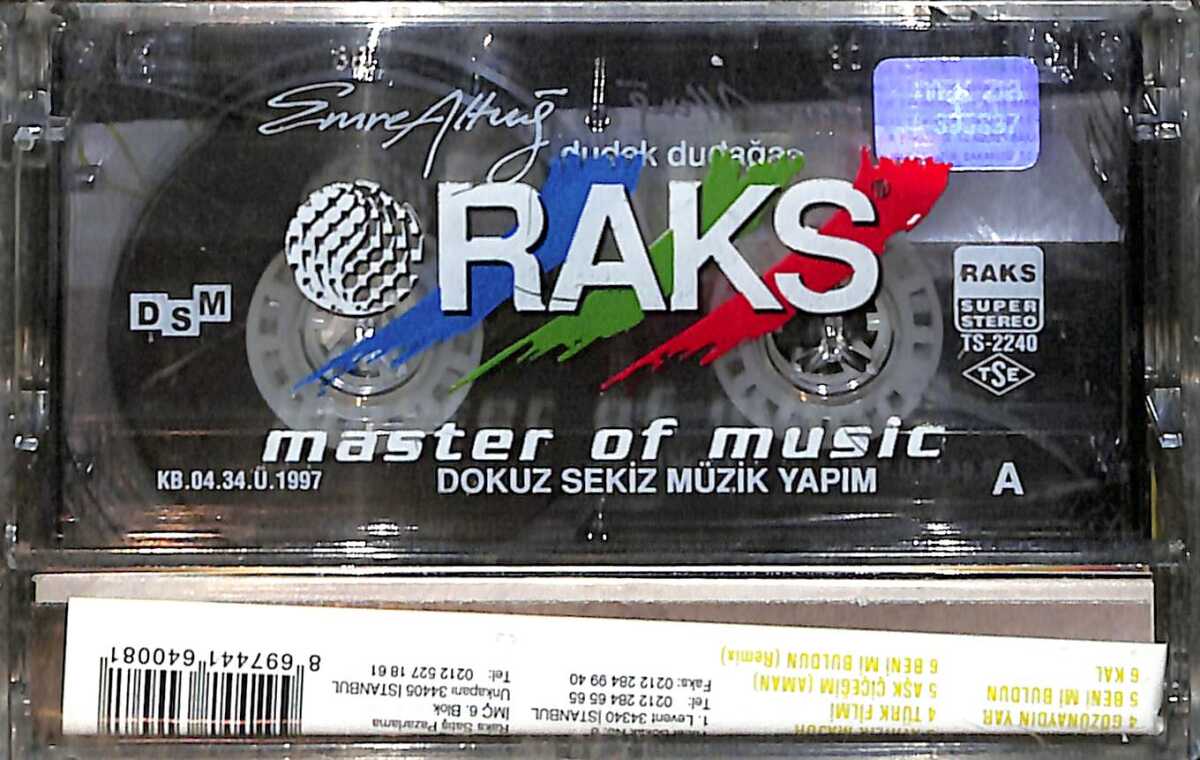 Emre Altuğ
dudak dudağa
RAKS
DSM
RAKS
SUPER
STEREO
TS-2240
TSE
master of music
KB.04.34.Ü.1997
DOKUZ SEKİZ MÜZİK YAPIM
A
4 GÖZÜNAYDIN YAR
5 BENİ Mİ BULDUN
6 KAL
4 TÜRK FİLMİ
5 AŞK ÇİÇEĞİM (AMAN)
6 BENİ Mİ BULDUN (Remix)
1. Levent 34340 İSTANBUL
Tel: 0212 284 65 65
Faks: 0212 284 99 40
Raks Satış Pazarlama
İMÇ. 6. Blok
Unkapanı 34405 İSTANBUL
Tel: 0212 527 18 61
8 697441 640081